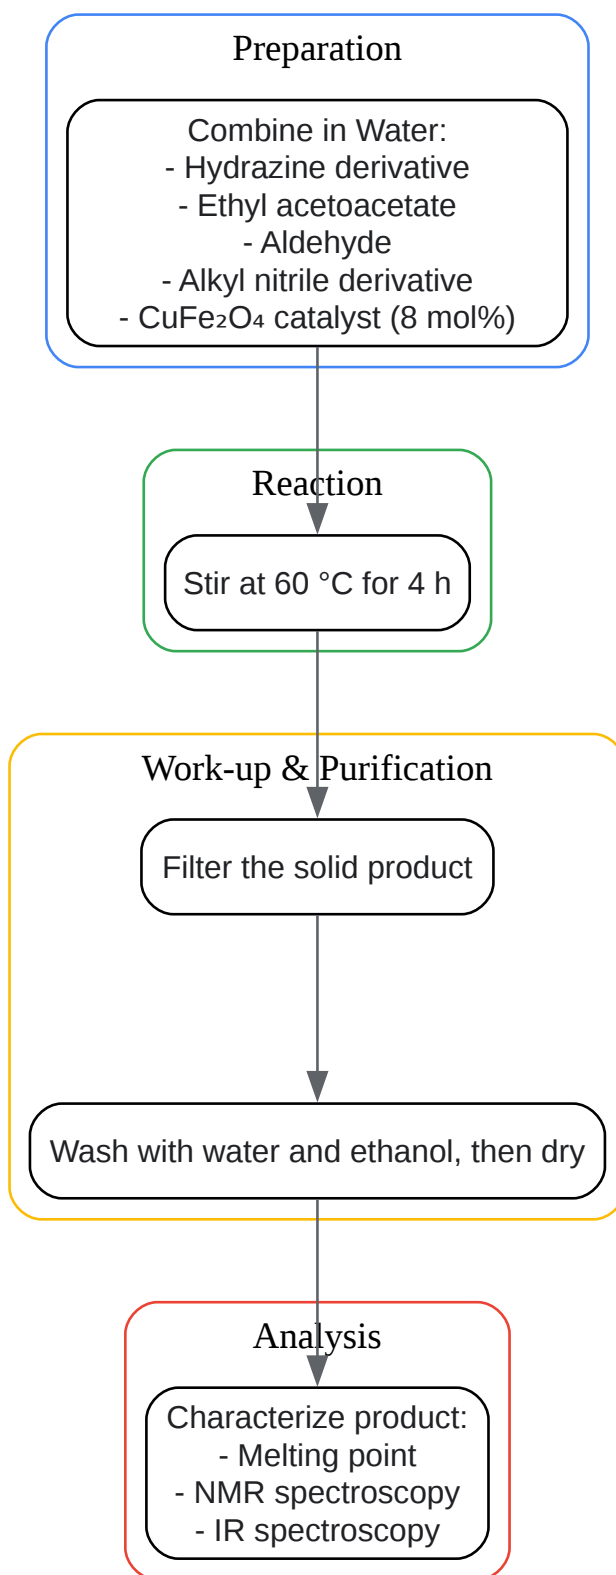 Preparation
Combine in Water:
- Hydrazine derivative
- Ethyl acetoacetate
- Aldehyde
- Alkyl nitrile derivative
- CuFe₂O₄ catalyst (8 mol%)
Reaction
Stir at 60 °C for 4 h
Work-up & Purification
Filter the solid product
Wash with water and ethanol, then dry
Analysis
Characterize product:
- Melting point
- NMR spectroscopy
- IR spectroscopy